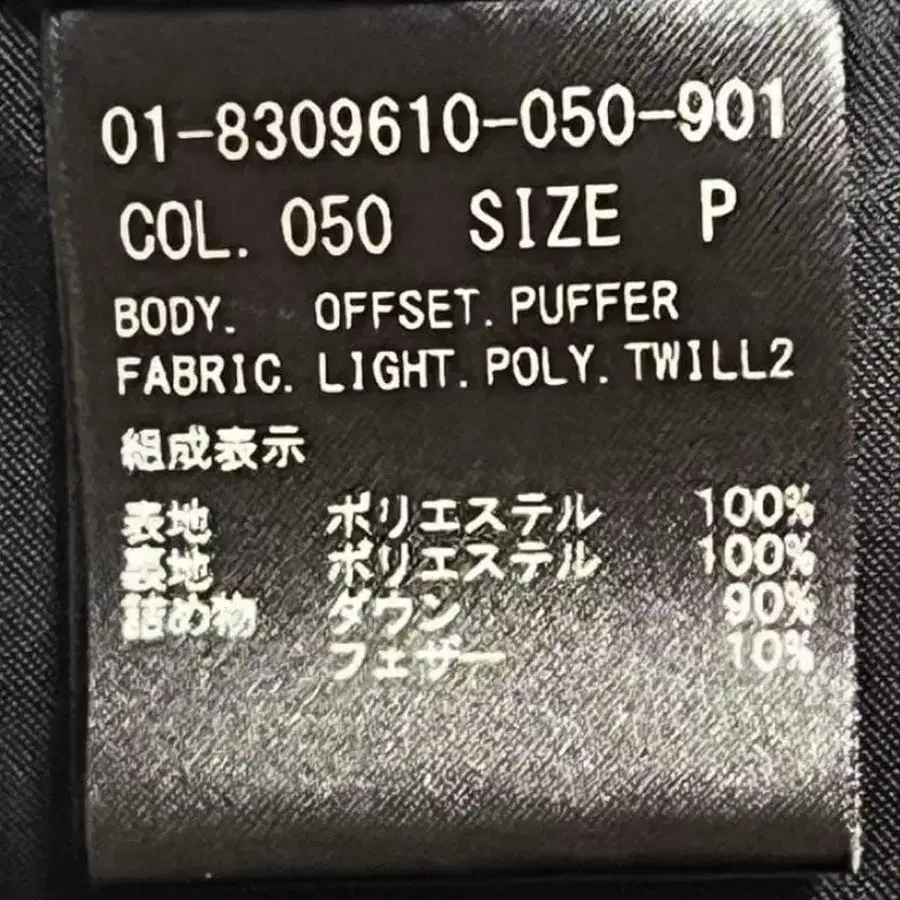 01-8309610-050-901
COL. 050 SIZE P
BODY. OFFSET. PUFFER
FABRIC. LIGHT. POLY. TWILL2
組成表示
表地 ポリエステル 100%
裏地 ポリエステル 100%
詰め物 ダウン 90%
フェザー 10%